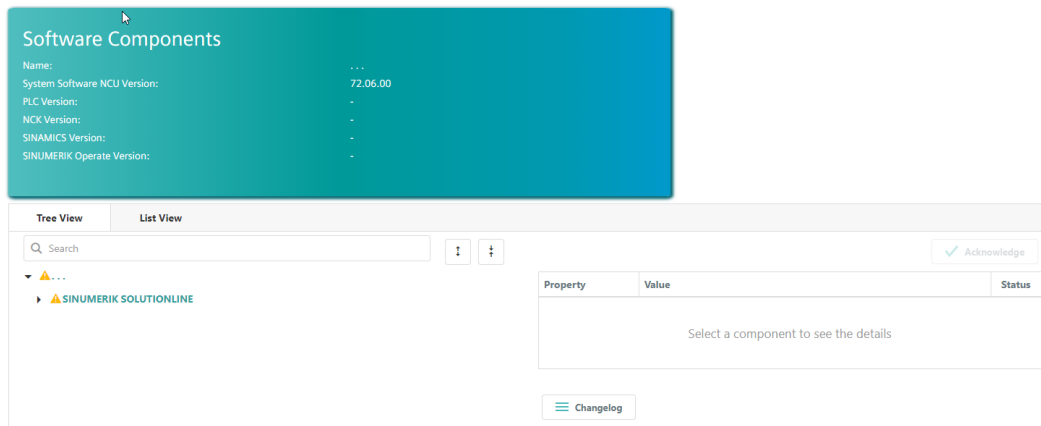 Software Components
Name: ...
System Software NCU Version: 72.06.00
PLC Version: -
NCK Version: -
SINAMICS Version: -
SINUMERIK Operate Version: -
Tree View List View
Search
Acknowledge
...
SINUMERIK SOLUTIONLINE
Property Value Status
Select a component to see the details
Changelog